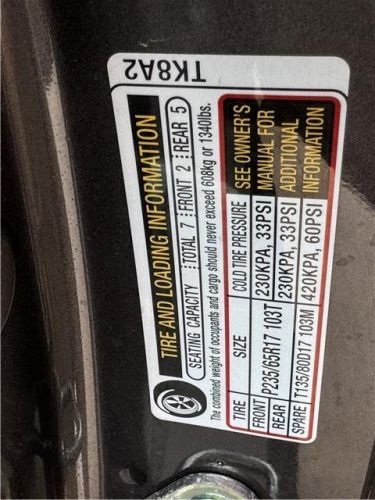 TK8A2
TIRE AND LOADING INFORMATION
SEATING CAPACITY TOTAL 7 FRONT 2 REAR 5
The combined weight of occupants and cargo should never exceed 608kg or 1340lbs.
TIRE SIZE COLD TIRE PRESSURE
FRONT P235/65R17 103T 230KPA, 33PSI
REAR 230KPA, 33PSI
SPARE T135/80D17 103M 420KPA, 60PSI
SEE OWNER'S
MANUAL FOR
ADDITIONAL
INFORMATION